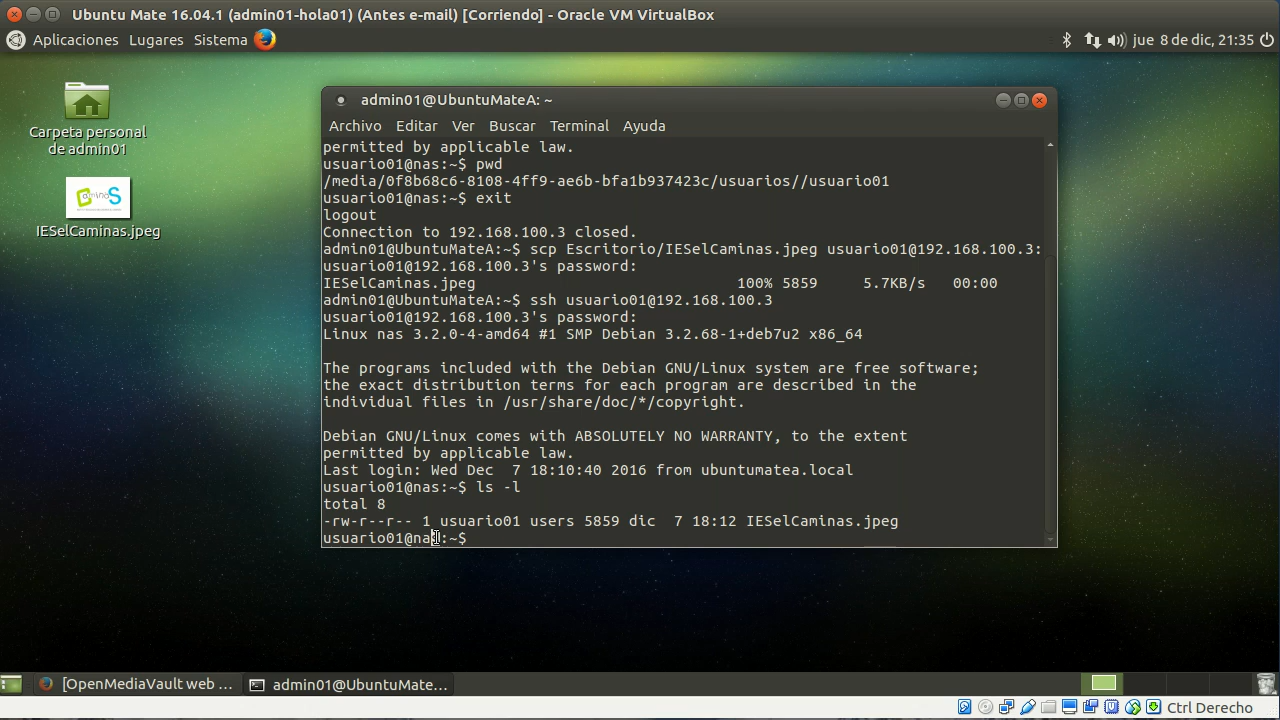 Ubuntu Mate 16.04.1 (admin01-hola01) (Antes e-mail) [Corriendo] - Oracle VM VirtualBox
Aplicaciones Lugares Sistema
jue 8 de dic, 21:35
Carpeta personal
de admin01
CaminaS
IESelCaminas.jpeg
admin01@UbuntuMateA: ~
Archivo Editar Ver Buscar Terminal Ayuda
permitted by applicable law.
usuario01@nas:~$ pwd
/media/0f8b68c6-8108-4ff9-ae6b-bfa1b937423c/usuarios//usuario01
usuario01@nas:~$ exit
logout
Connection to 192.168.100.3 closed.
admin01@UbuntuMateA:~$ scp Escritorio/IESelCaminas.jpeg usuario01@192.168.100.3:
usuario01@192.168.100.3's password:
IESelCaminas.jpeg 100% 5859 5.7KB/s 00:00
admin01@UbuntuMateA:~$ ssh usuario01@192.168.100.3
usuario01@192.168.100.3's password:
Linux nas 3.2.0-4-amd64 #1 SMP Debian 3.2.68-1+deb7u2 x86_64
The programs included with the Debian GNU/Linux system are free software;
the exact distribution terms for each program are described in the
individual files in /usr/share/doc/*/copyright.
Debian GNU/Linux comes with ABSOLUTELY NO WARRANTY, to the extent
permitted by applicable law.
Last login: Wed Dec  7 18:10:40 2016 from ubuntumatea.local
usuario01@nas:~$ ls -l
total 8
-rw-r--r-- 1 usuario01 users 5859 dic  7 18:12 IESelCaminas.jpeg
usuario01@nas:~$
[OpenMediaVault web ...
admin01@UbuntuMate...
Ctrl Derecho